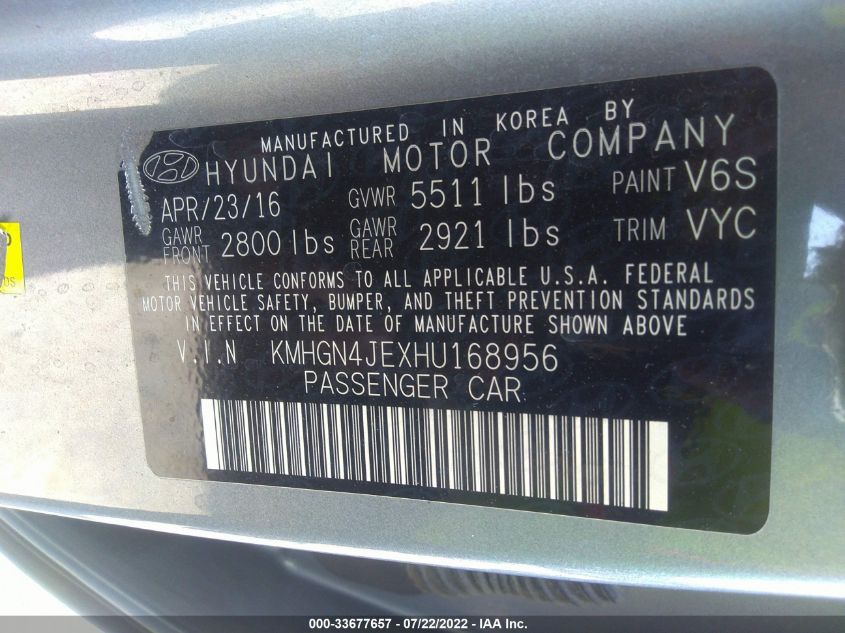 MANUFACTURED IN KOREA BY
HYUNDAI MOTOR COMPANY
APR/23/16 GVWR 5511 lbs PAINT V6S
GAWR FRONT 2800 lbs GAWR REAR 2921 lbs TRIM VYC
THIS VEHICLE CONFORMS TO ALL APPLICABLE U.S.A. FEDERAL
MOTOR VEHICLE SAFETY, BUMPER, AND THEFT PREVENTION STANDARDS
IN EFFECT ON THE DATE OF MANUFACTURE SHOWN ABOVE
V.I.N KMHGN4JEXHU168956
PASSENGER CAR
000-33677657 - 07/22/2022 - IAA Inc.